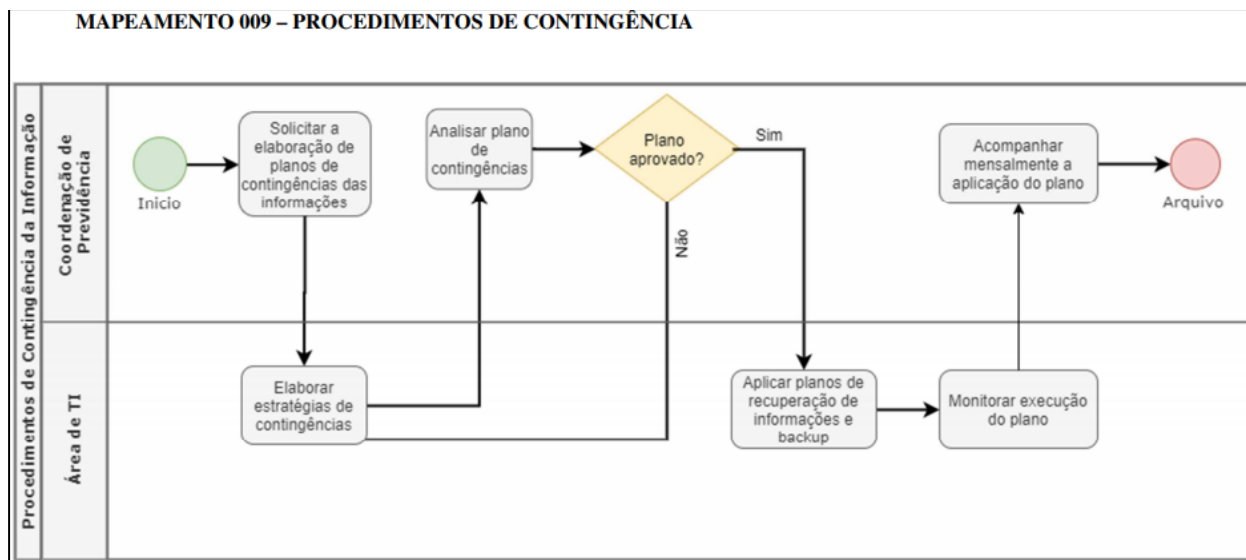 MAPEAMENTO 009 – PROCEDIMENTOS DE CONTINGÊNCIA
Procedimentos de Contingência da Informação
Coordenação de
Previdência
Inicio
Solicitar a
elaboração de
planos de
contingências das
informações
Analisar plano
de
contingências
Plano
aprovado?
Sim
Não
Acompanhar
mensalmente a
aplicação do plano
Arquivo
Área de TI
Elaborar
estratégias de
contingências
Aplicar planos de
recuperação de
informações e
backup
Monitorar execução
do plano